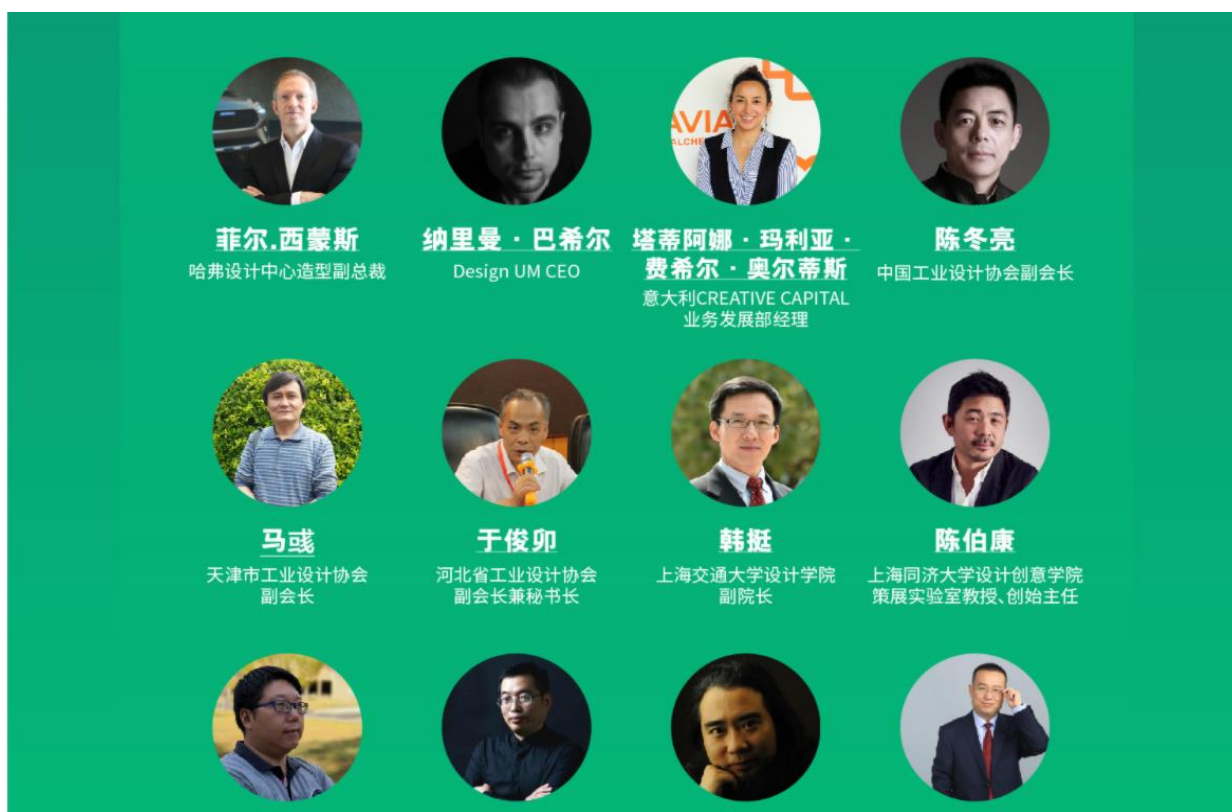 AVIA
ALCHE
菲尔.西蒙斯
哈弗设计中心造型副总裁
纳里曼·巴希尔
Design UM CEO
塔蒂阿娜·玛利亚·
费希尔·奥尔蒂斯
意大利CREATIVE CAPITAL
业务发展部经理
陈冬亮
中国工业设计协会副会长
马彧
天津市工业设计协会
副会长
于俊卯
河北省工业设计协会
副会长兼秘书长
韩挺
上海交通大学设计学院
副院长
陈伯康
上海同济大学设计创意学院
策展实验室教授、创始主任